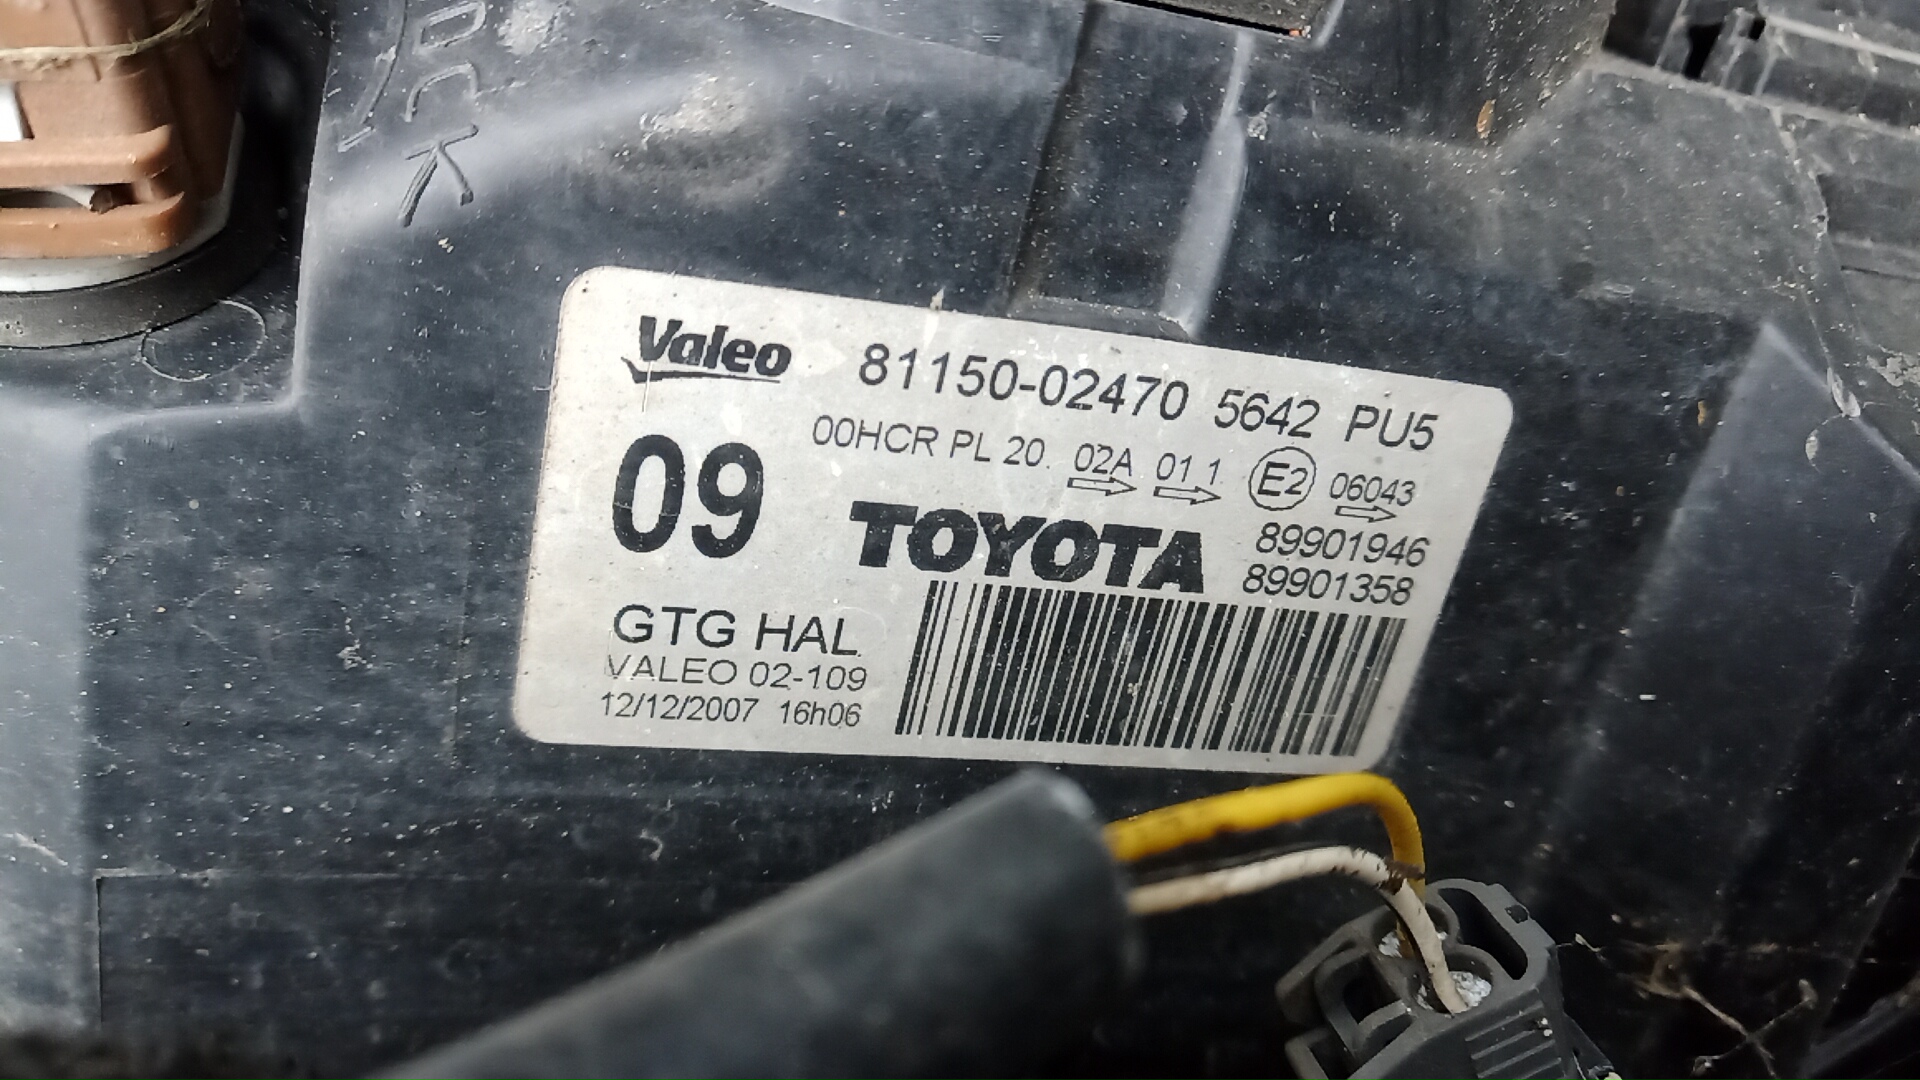 OCK
Valeo 81150-02470 5642 PU5
00HCR PL 20. 02A 01 1 E2 06043
09 TOYOTA 89901946
89901358
GTG HAL
VALEO 02-109
12/12/2007 16h06